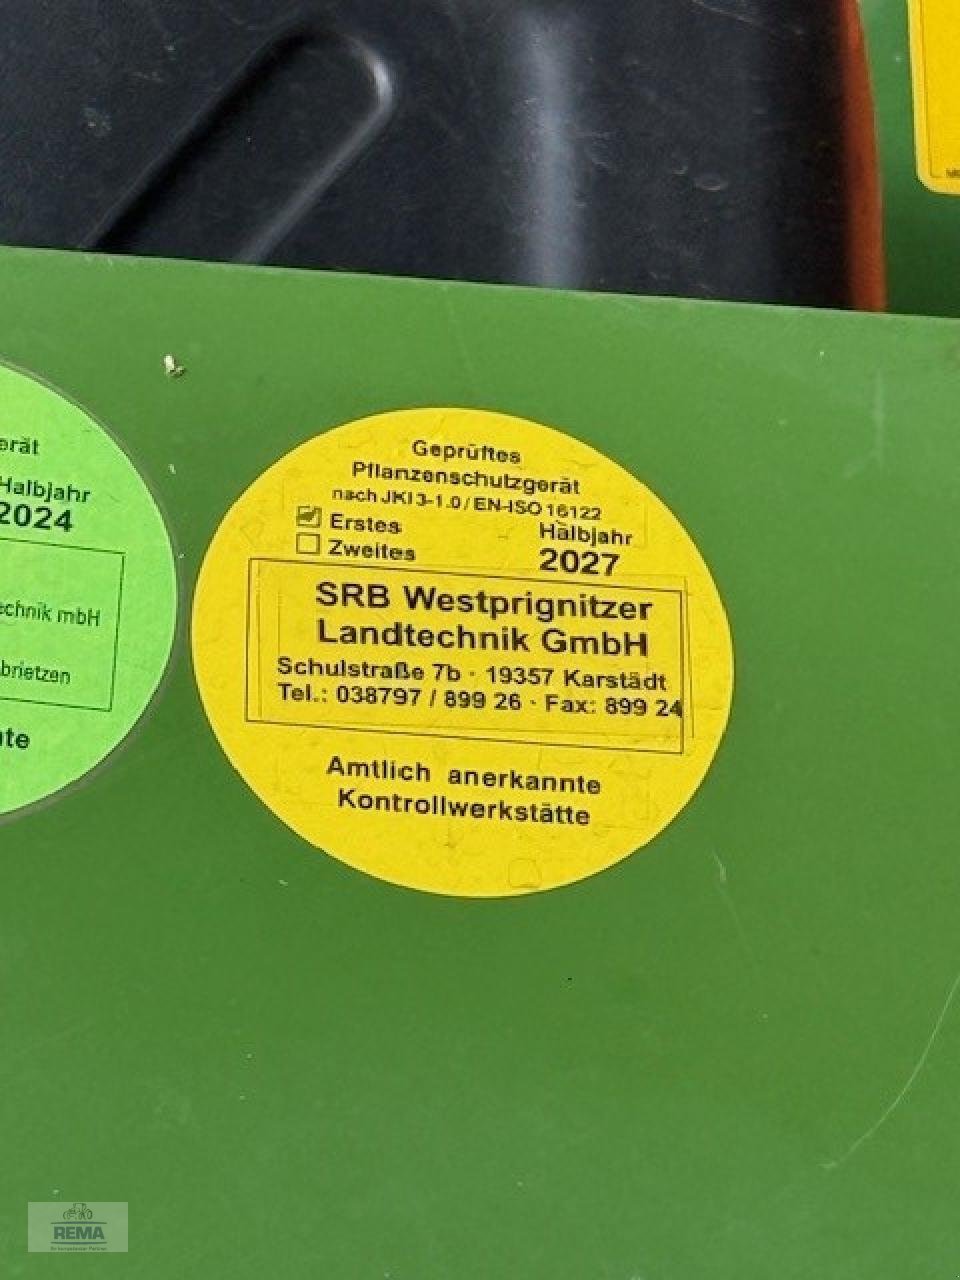 Geprüftes
Pflanzenschutzgerät
nach JKI 3-1.0 / EN-ISO 16122
Erstes Halbjahr
Zweites 2027
SRB Westprignitzer
Landtechnik GmbH
Schulstraße 7b · 19357 Karstädt
Tel.: 038797 / 899 26 · Fax: 899 24
Amtlich anerkannte
Kontrollwerkstätte
erät
Halbjahr
2024
echnik mbH
brietzen
te
REMA